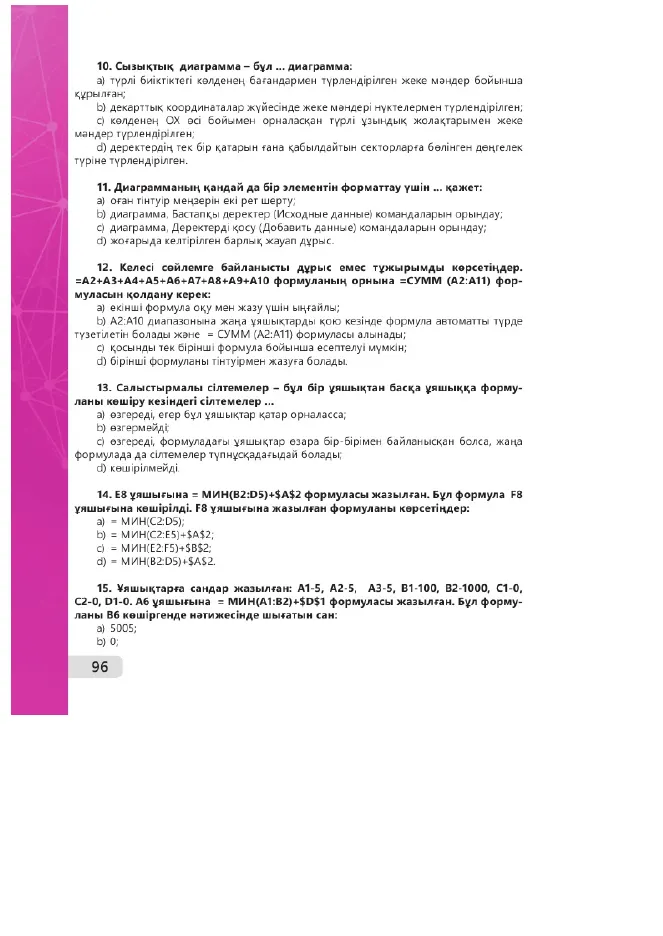 10. Сызықтық диаграмма – бұл ... диаграмма:
a) түрлі биіктіктегі көлденең бағандармен түрлендірілген жеке мәндер бойынша
құрылған;
b) декарттық координаталар жүйесінде жеке мәндері нүктелермен түрлендірілген;
c) көлденең OX әсі бойымен орналасқан түрлі ұзындық жолақтарымен жеке
мәндер түрлендірілген;
d) деректердің тек бір қатарын ғана қабылдайтын секторларға бөлінген дөңгелек
түріне түрлендірілген.
11. Диаграмманың қандай да бір элементін форматтау үшін ... қажет:
a) оған тінтуір меңзерін екі рет шерту;
b) диаграмма, Бастапқы деректер (Исходные данные) командаларын орындау;
c) диаграмма, Деректерді қосу (Добавить данные) командаларын орындау;
d) жоғарыда келтірілген барлық жауап дұрыс.
12. Келесі сөйлемге байланысты дұрыс емес тұжырымды көрсетіңдер.
=A2+A3+A4+A5+A6+A7+A8+A9+A10 формуланың орнына =СУММ (A2:A11) фор-
муласын қолдану керек:
a) екінші формула оқу мен жазу үшін ыңғайлы;
b) A2:A10 диапазонына жаңа ұяшықтарды қою кезінде формула автоматты түрде
түзетілетін болады және = СУММ (A2:A11) формуласы алынады;
c) қосынды тек бірінші формула бойынша есептелуі мүмкін;
d) бірінші формуланы тінтуірмен жазуға болады.
13. Салыстырмалы сілтемелер – бұл бір ұяшықтан басқа ұяшыққа форму-
ланы көшіру кезіндегі сілтемелер ...
a) өзгереді, егер бұл ұяшықтар қатар орналасса;
b) өзгермейді;
c) өзгереді, формуладағы ұяшықтар өзара бір-бірімен байланысқан болса, жаңа
формулада да сілтемелер түпнұсқадағыдай болады;
d) көшірілмейді.
14. E8 ұяшығына = МИН(B2:D5)+$A$2 формуласы жазылған. Бұл формула F8
ұяшығына көшірілді. F8 ұяшығына жазылған формуланы көрсетіңдер:
a) = МИН(C2:D5);
b) = МИН(C2:E5)+$A$2;
c) = МИН(E2:F5)+$B$2;
d) = МИН(B2:D5)+$A$2.
15. Ұяшықтарға сандар жазылған: A1-5, A2-5, A3-5, B1-100, B2-1000, C1-0,
C2-0, D1-0. A6 ұяшығына = МИН(A1:B2)+$D$1 формуласы жазылған. Бұл форму-
ланы B6 көшіргенде нәтижесінде шығатын сан:
a) 5005;
b) 0;
96